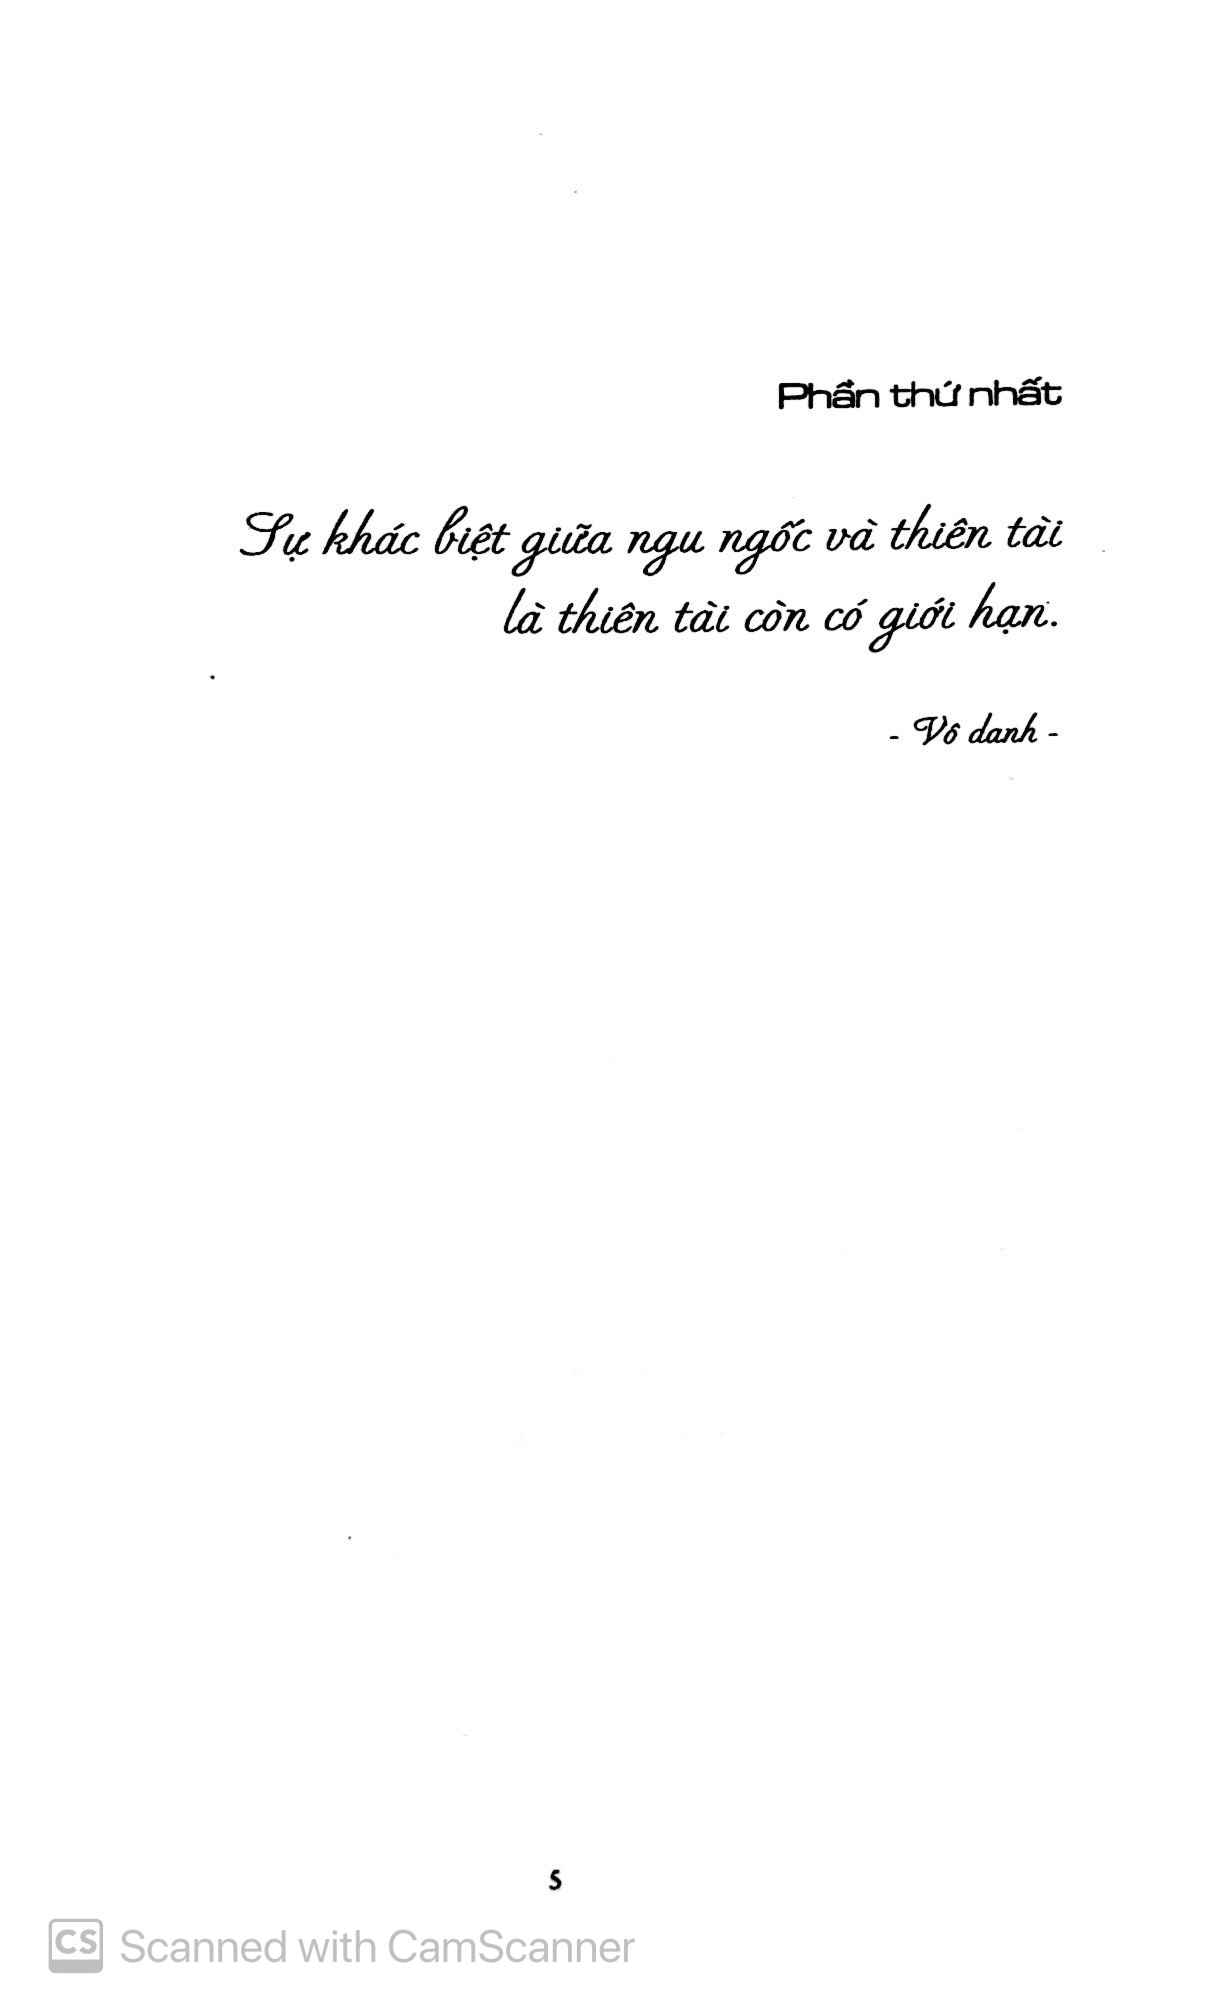 Phần thứ nhất
Sự khác biệt giữa ngu ngốc và thiên tài
là thiên tài còn có giới hạn.
- Vô danh -
5
CS Scanned with CamScanner